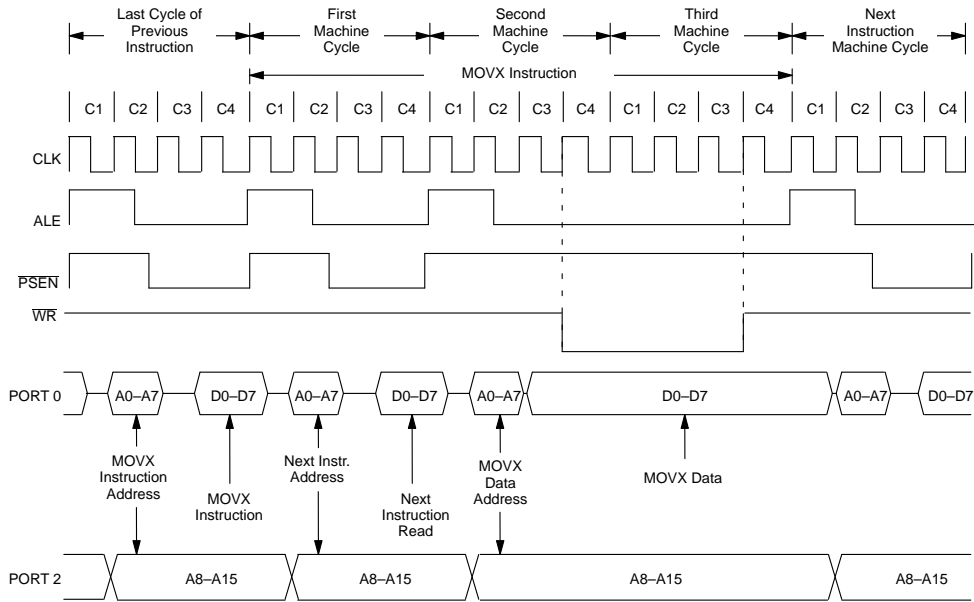 Last Cycle of
Previous
Instruction
First
Machine
Cycle
Second
Machine
Cycle
Third
Machine
Cycle
Next
Instruction
Machine Cycle
MOVX Instruction
C1 C2 C3 C4 C1 C2 C3 C4 C1 C2 C3 C4 C1 C2 C3 C4 C1 C2 C3 C4
CLK
ALE
PSEN
WR
PORT 0
A0–A7 D0–D7 A0–A7 D0–D7 A0–A7 D0–D7 A0–A7 D0–D7
MOVX
Instruction
Address
MOVX
Instruction
Next Instr.
Address
Next
Instruction
Read
MOVX
Data
Address
MOVX Data
PORT 2
A8–A15 A8–A15 A8–A15 A8–A15